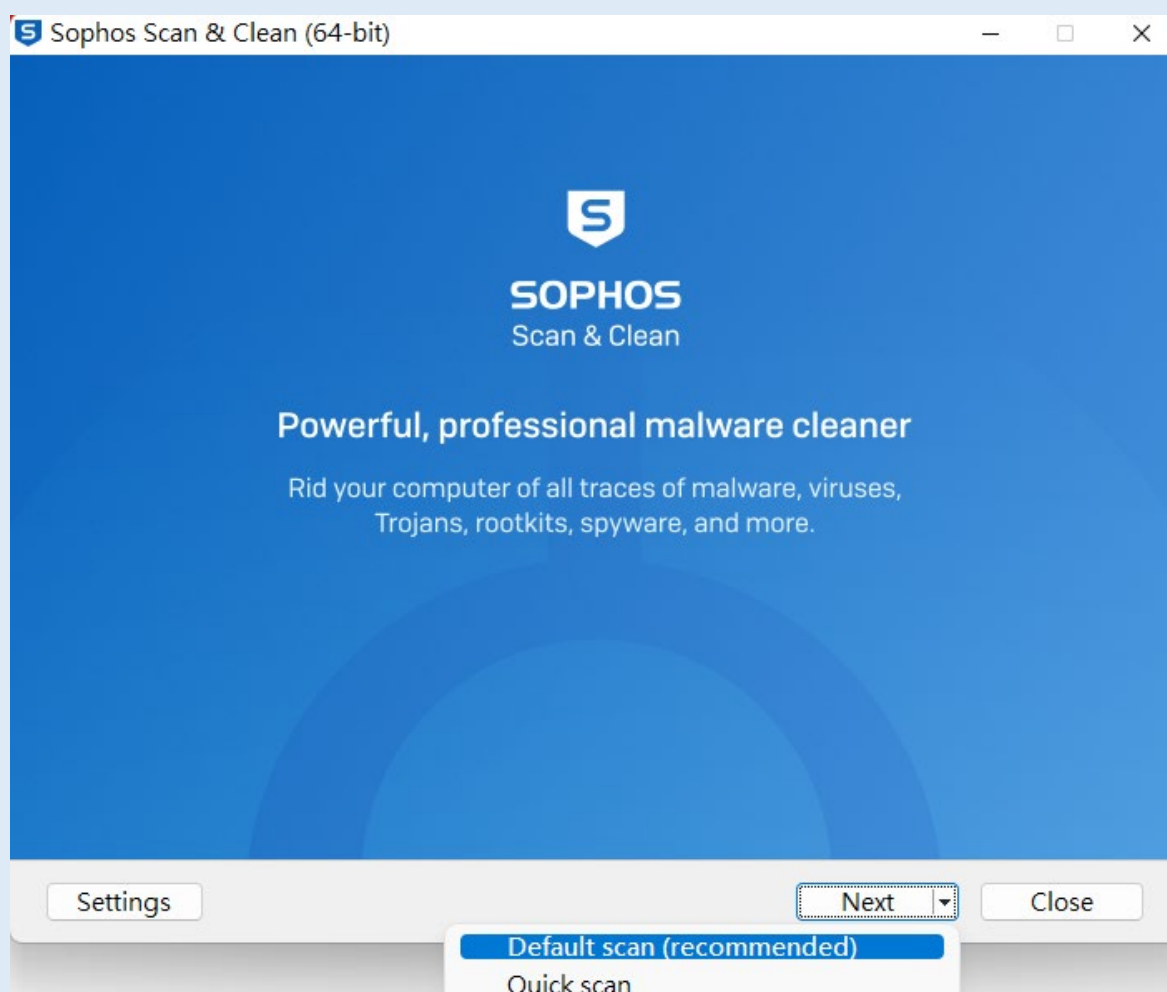 Sophos Scan & Clean (64-bit)
SOPHOS
Scan & Clean
Powerful, professional malware cleaner
Rid your computer of all traces of malware, viruses,
Trojans, rootkits, spyware, and more.
Settings
Next
Close
Default scan (recommended)
Quick scan